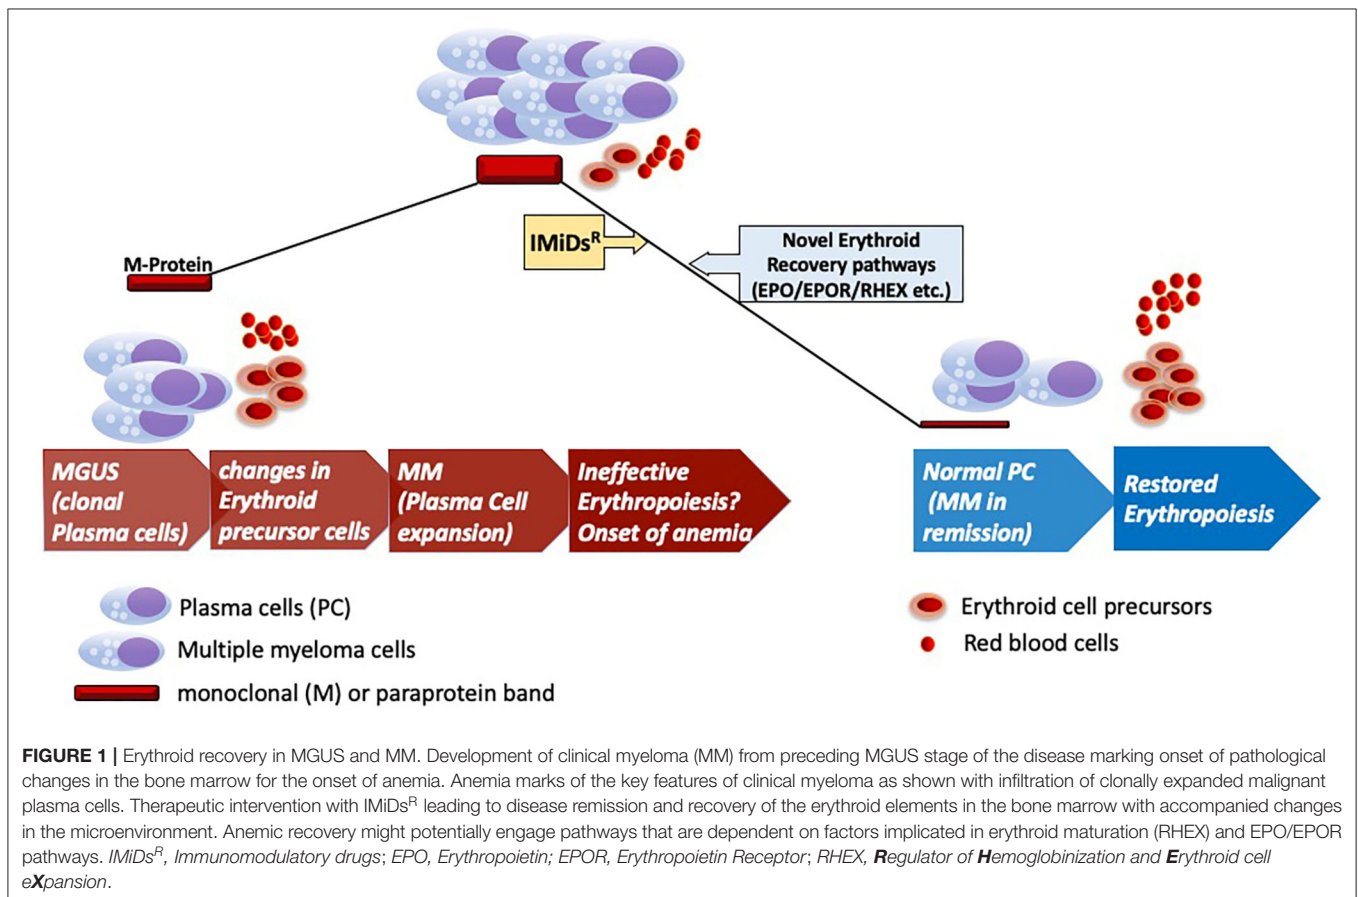 IMiDsR
Novel Erythroid
Recovery pathways
(EPO/EPOR/RHEX etc.)
M-Protein
MGUS
(clonal
Plasma cells)
changes in
Erythroid
precursor cells
MM
(Plasma Cell
expansion)
Ineffective
Erythropoiesis?
Onset of anemia
Normal PC
(MM in
remission)
Restored
Erythropoiesis
Plasma cells (PC)
Multiple myeloma cells
monoclonal (M) or paraprotein band
Erythroid cell precursors
Red blood cells
FIGURE 1 | Erythroid recovery in MGUS and MM. Development of clinical myeloma (MM) from preceding MGUS stage of the disease marking onset of pathological
changes in the bone marrow for the onset of anemia. Anemia marks of the key features of clinical myeloma as shown with infiltration of clonally expanded malignant
plasma cells. Therapeutic intervention with IMiDsR leading to disease remission and recovery of the erythroid elements in the bone marrow with accompanied changes
in the microenvironment. Anemic recovery might potentially engage pathways that are dependent on factors implicated in erythroid maturation (RHEX) and EPO/EPOR
pathways. IMiDsR, Immunomodulatory drugs; EPO, Erythropoietin; EPOR, Erythropoietin Receptor; RHEX, Regulator of Hemoglobinization and Erythroid cell
eXpansion.